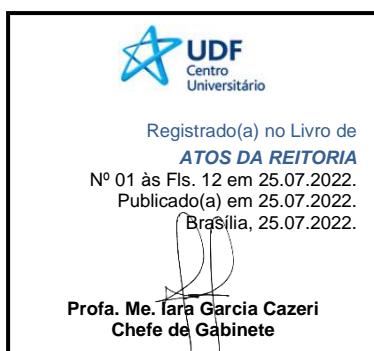 UDF
Centro
Universitário
Registrado(a) no Livro de
ATOS DA REITORIA
Nº 01 às Fls. 12 em 25.07.2022.
Publicado(a) em 25.07.2022.
Brasília, 25.07.2022.
Profa. Me. Iara Garcia Cazeri
Chefe de Gabinete